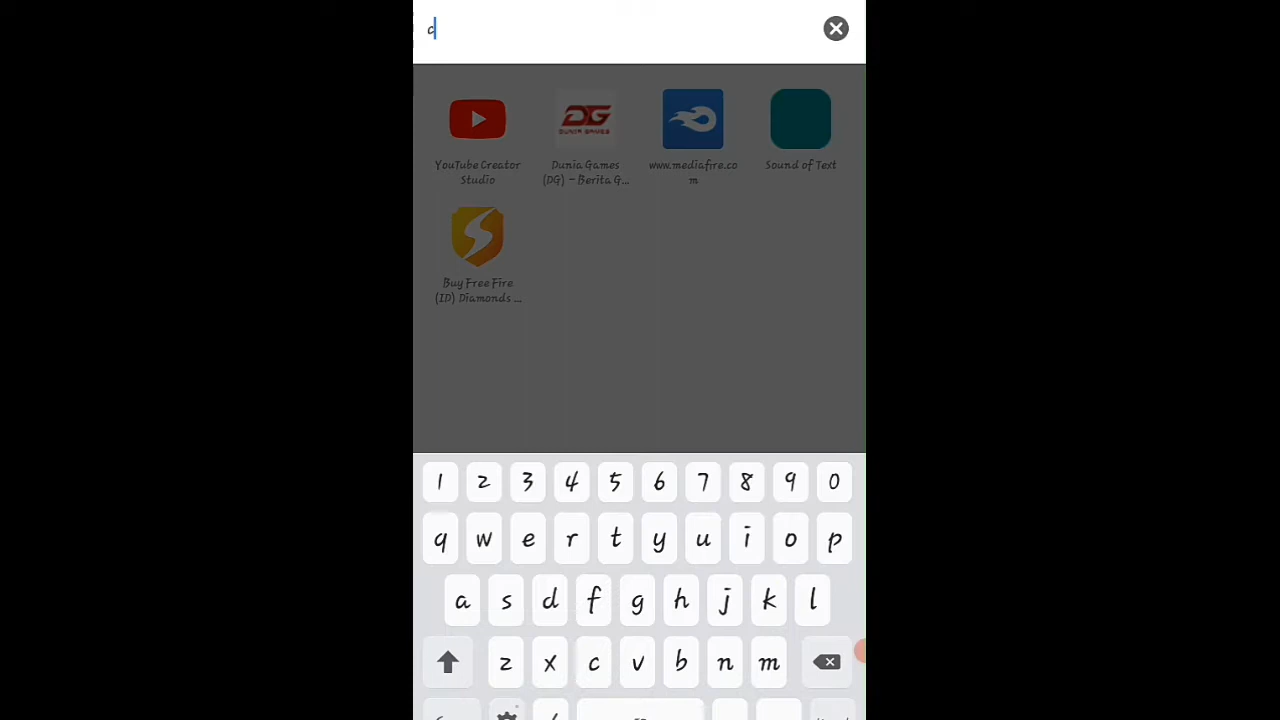 c
DG
DUNIA GAMES
YouTube Creator
Studio
Dunia Games
(DG) – Berita G...
www.mediafire.co
m
Sound of Text
Buy Free Fire
(ID) Diamonds ...
1 2 3 4 5 6 7 8 9 0
q w e r t y u i o p
a s d f g h j k l
z x c v b n m